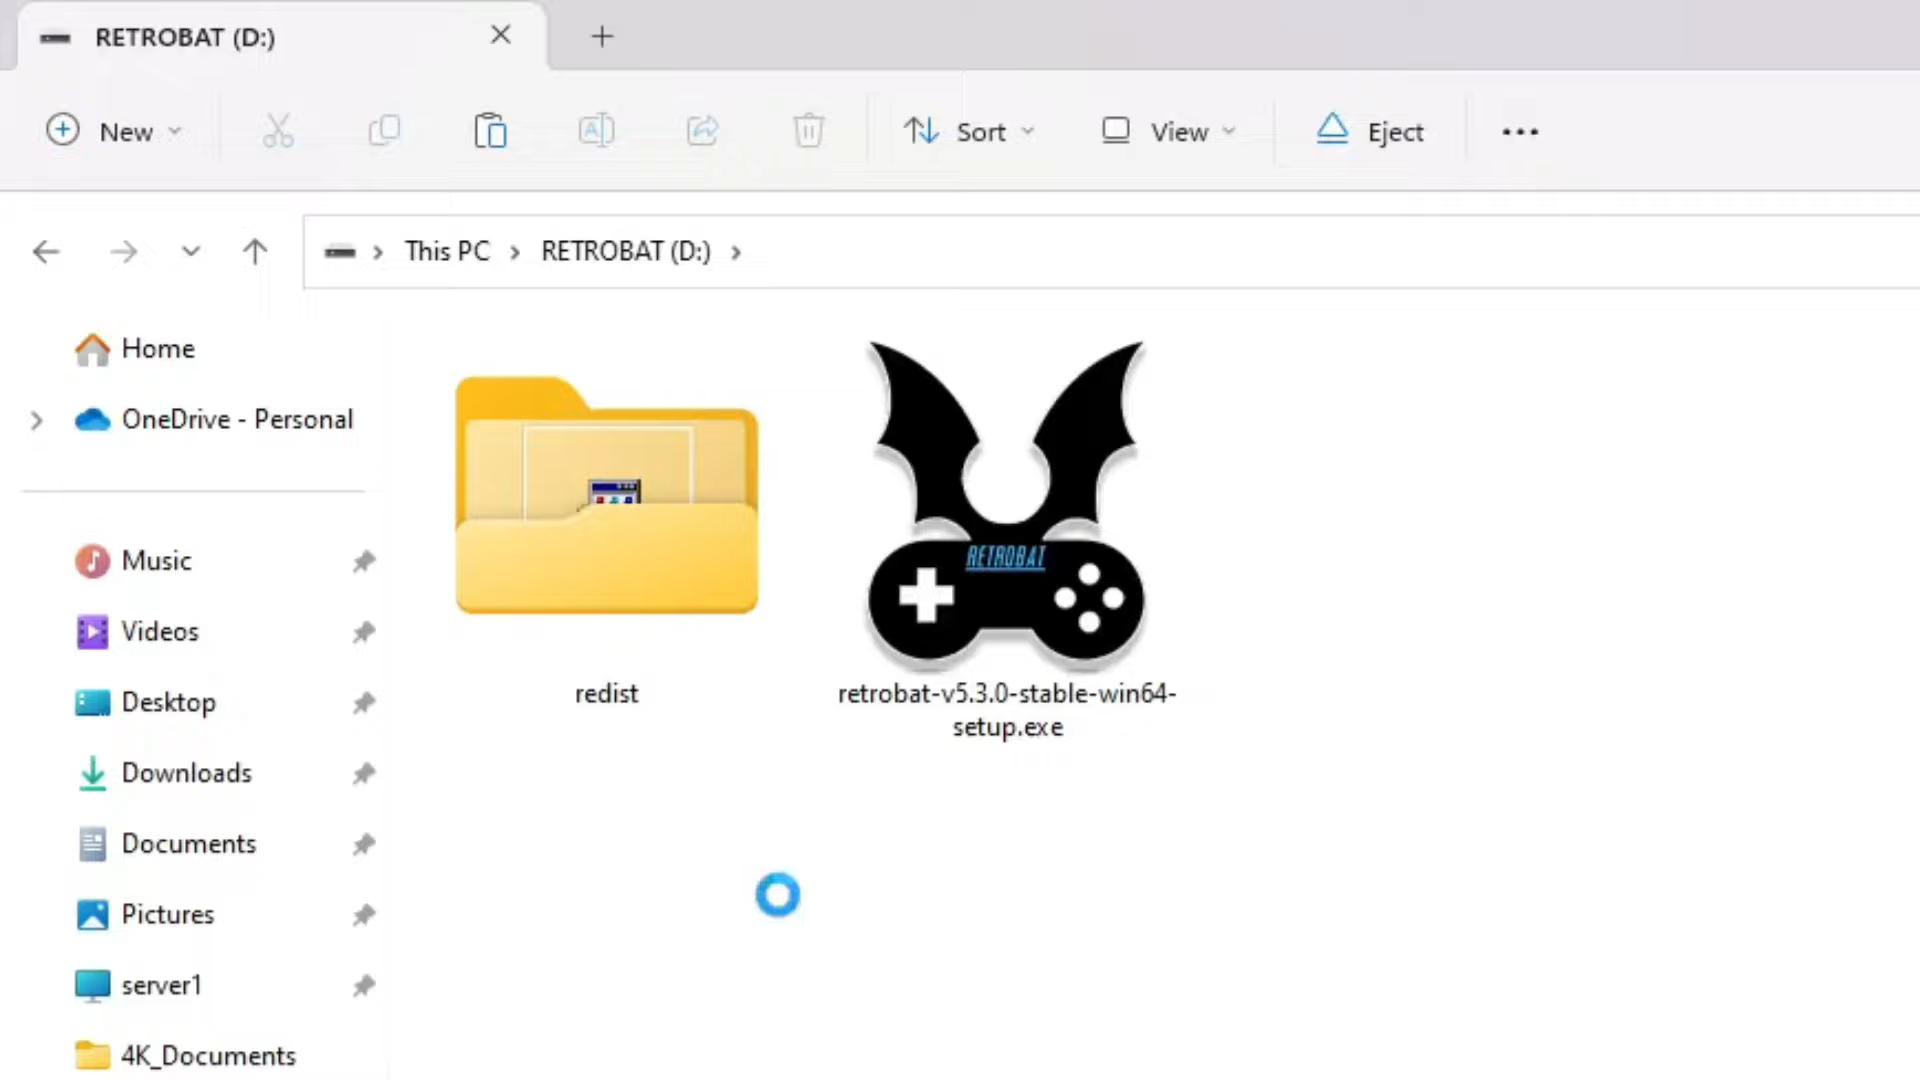 RETROBAT (D:)
New
Sort
View
Eject
This PC
RETROBAT (D:)
Home
OneDrive - Personal
Music
Videos
Desktop
Downloads
Documents
Pictures
server1
4K_Documents
RETROBAT
redist
retrobat-v5.3.0-stable-win64-
setup.exe